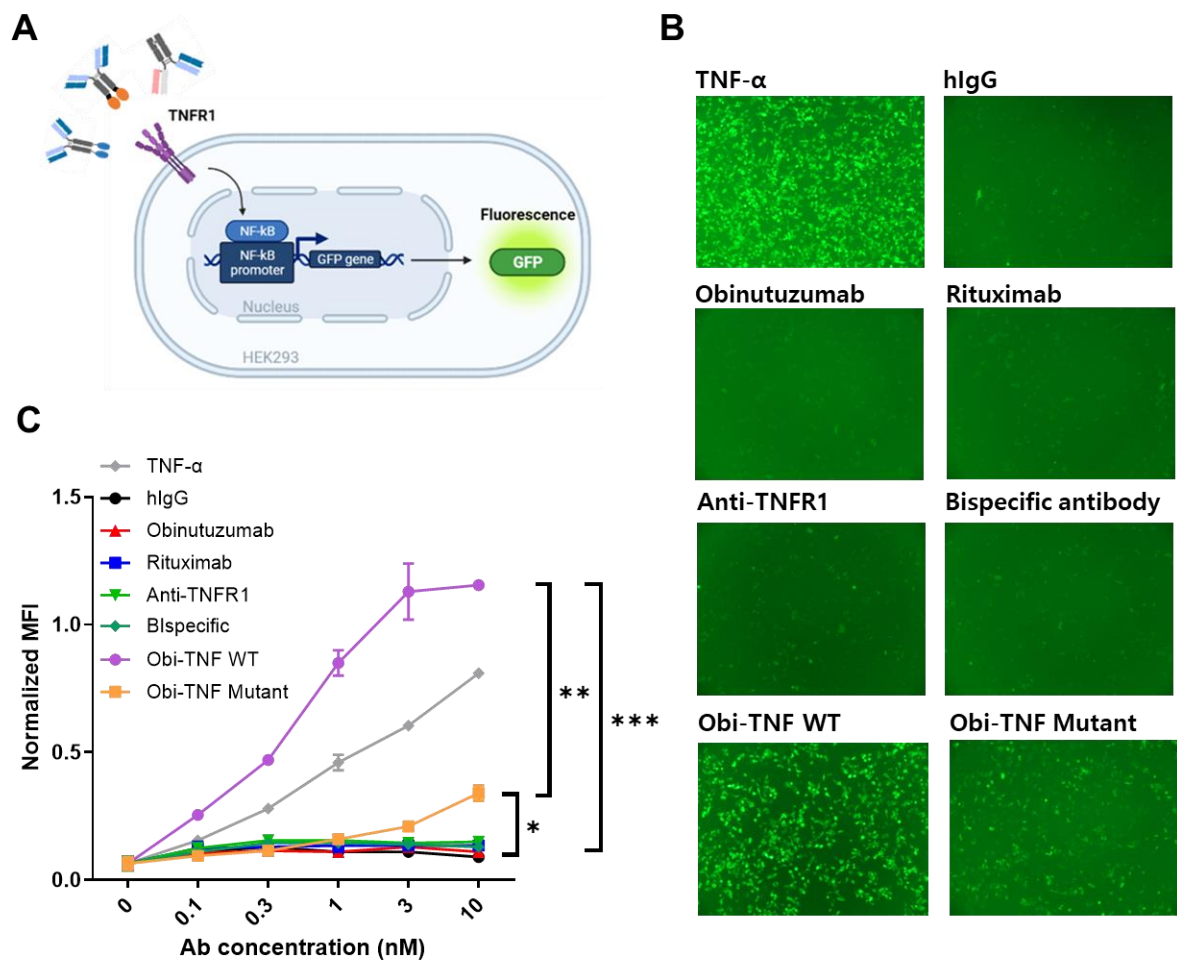 A
TNFR1
NF-kB
NF-kB
promoter
GFP gene
Nucleus
HEK293
Fluorescence
GFP
B
TNF-α
hIgG
Obinutuzumab
Rituximab
Anti-TNFR1
Bispecific antibody
Obi-TNF WT
Obi-TNF Mutant
C
TNF-α
hIgG
Obinutuzumab
Rituximab
Anti-TNFR1
BIspecific
Obi-TNF WT
Obi-TNF Mutant
Normalized MFI
1.5
1.0
0.5
0.0
0
0.1
0.3
1
3
10
Ab concentration (nM)
**
***
*